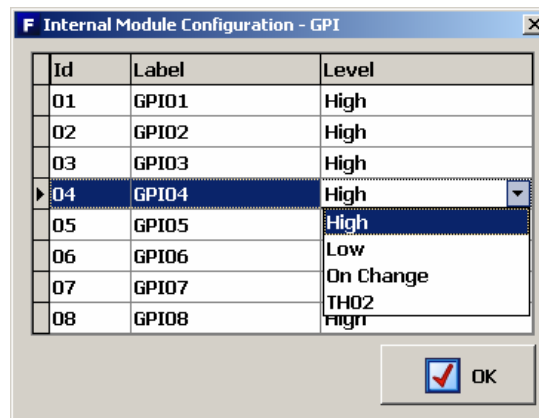 F Internal Module Configuration - GPI
Id Label Level
01 GPI01 High
02 GPI02 High
03 GPI03 High
04 GPI04 High
05 GPI05 High
06 GPI06 Low
07 GPI07 On Change
TH02
08 GPI08 High
OK